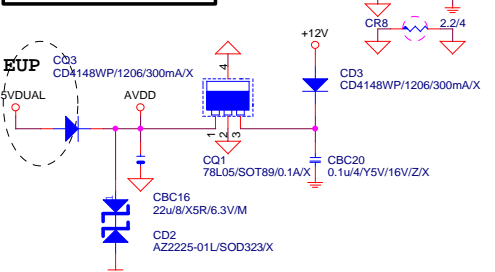 CR8 2.2/4
+12V
EUP CQ3
CD4148WP/1206/300mA/X
5VDUAL AVDD
4
CD3
CD4148WP/1206/300mA/X
1 2 3
CQ1
78L05/SOT89/0.1A/X
CBC20
0.1u/4/Y5V/16V/Z/X
1
CBC16
22u/8/X5R/6.3V/M
CD2
AZ2225-01L/SOD323/X